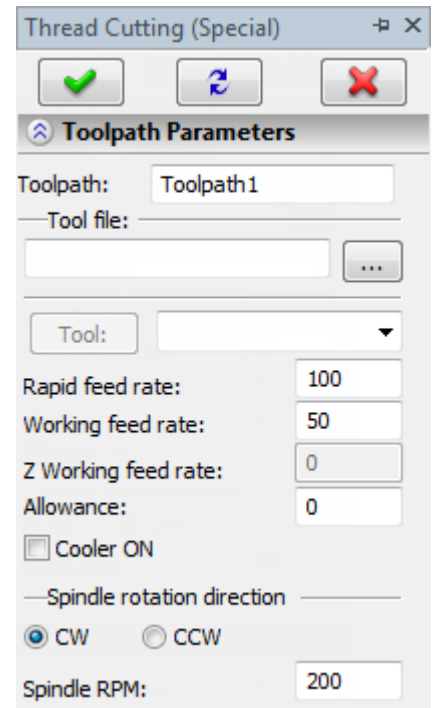 Thread Cutting (Special)
Toolpath Parameters
Toolpath: Toolpath1
Tool file:
...
Tool:
Rapid feed rate: 100
Working feed rate: 50
Z Working feed rate: 0
Allowance: 0
Cooler ON
Spindle rotation direction
CW CCW
Spindle RPM: 200